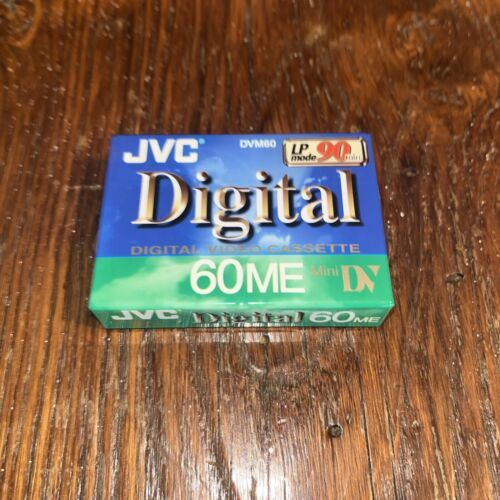 JVC DVM60
LP mode 90 min
Digital
DIGITAL VIDEO CASSETTE
60ME Mini DV
JVC Digital 60ME